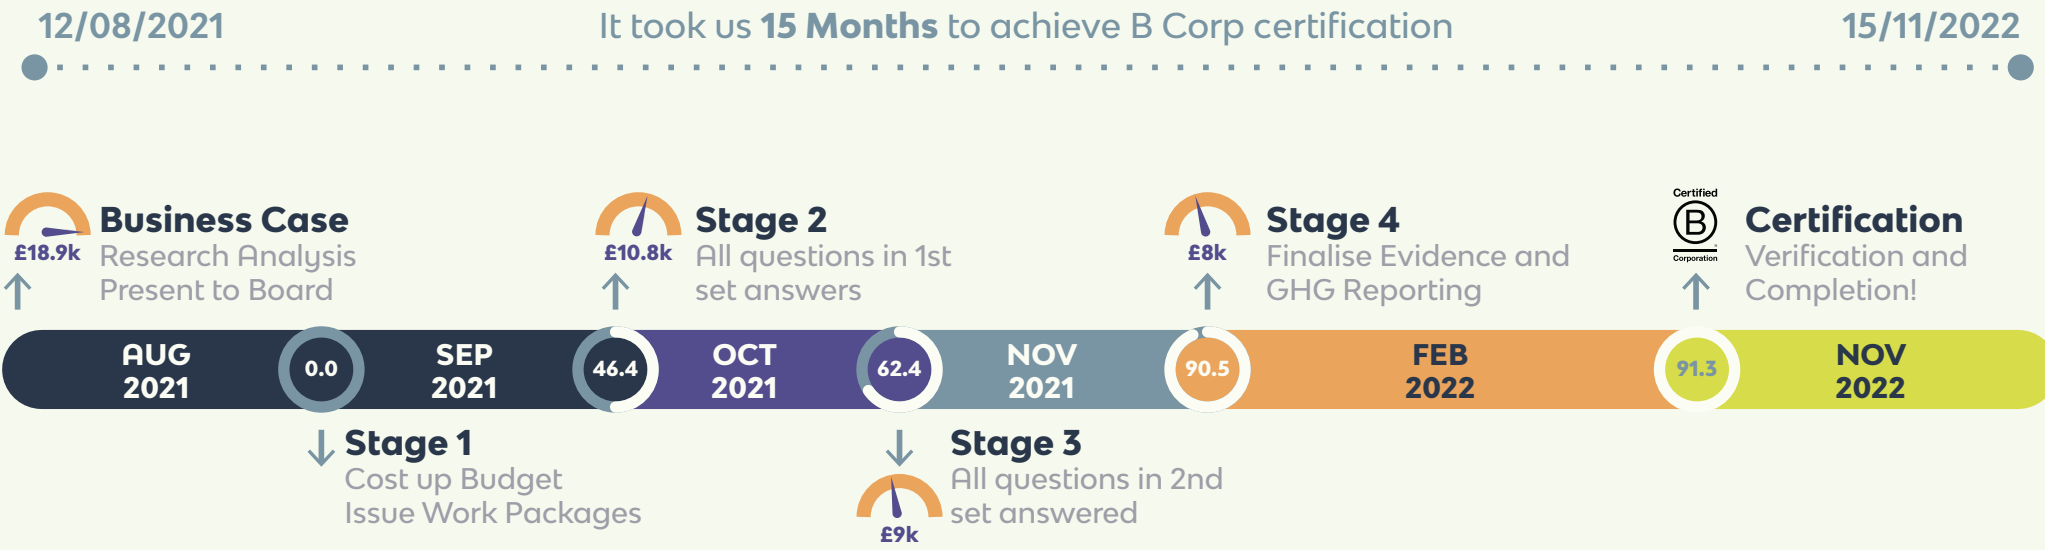 12/08/2021
It took us 15 Months to achieve B Corp certification
15/11/2022
£18.9k
Business Case
Research Analysis
Present to Board
£10.8k
Stage 2
All questions in 1st
set answers
£8k
Stage 4
Finalise Evidence and
GHG Reporting
Certified
B
Corporation
Certification
Verification and
Completion!
AUG
2021
0.0
SEP
2021
46.4
OCT
2021
62.4
NOV
2021
90.5
FEB
2022
91.3
NOV
2022
Stage 1
Cost up Budget
Issue Work Packages
£9k
Stage 3
All questions in 2nd
set answered